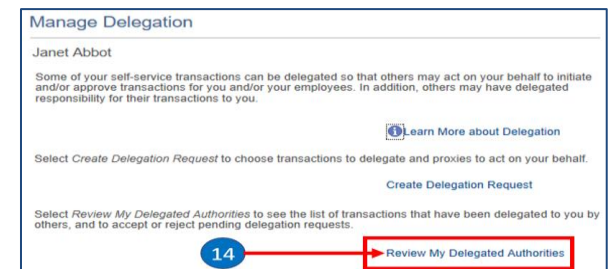 Manage Delegation
Janet Abbot
Some of your self-service transactions can be delegated so that others may act on your behalf to initiate
and/or approve transactions for you and/or your employees. In addition, others may have delegated
responsibility for their transactions to you.
Learn More about Delegation
Select Create Delegation Request to choose transactions to delegate and proxies to act on your behalf.
Create Delegation Request
Select Review My Delegated Authorities to see the list of transactions that have been delegated to you by
others, and to accept or reject pending delegation requests.
14 Review My Delegated Authorities